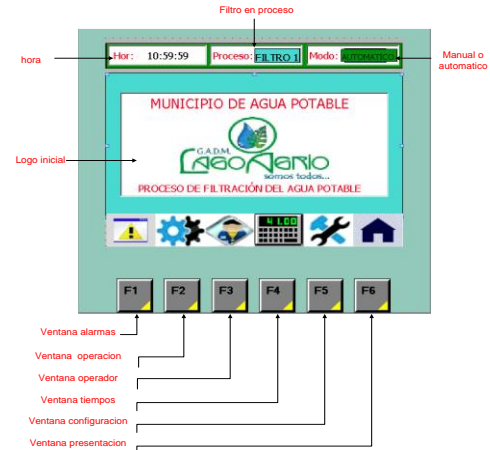 Filtro en proceso
hora
Hor: 10:59:59 Proceso: FILTRO 1 Modo: AUTOMATICO
Manual o
automatico
MUNICIPIO DE AGUA POTABLE
G.A.D.M.
LAGO AGRIO
somos todos...
Logo inicial
PROCESO DE FILTRACIÓN DEL AGUA POTABLE
41.00
F1 F2 F3 F4 F5 F6
Ventana alarmas
Ventana operacion
Ventana operador
Ventana tiempos
Ventana configuracion
Ventana presentacion